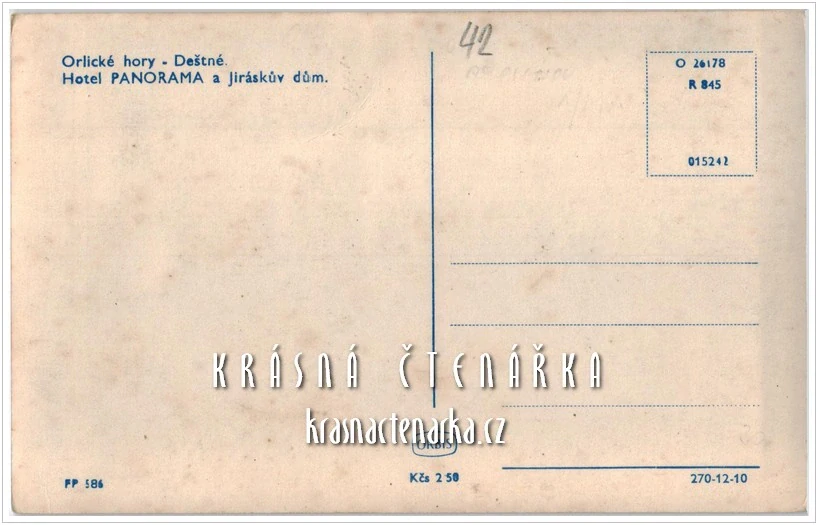 Orlické hory - Deštné.
Hotel PANORAMA a Jiráskův dům.
42
O 26178
R 845
015242
KRÁSNÁ ČTENÁŘKA
krasnactenarka.cz
ORBIS
FP 586
Kčs 2 50
270-12-10